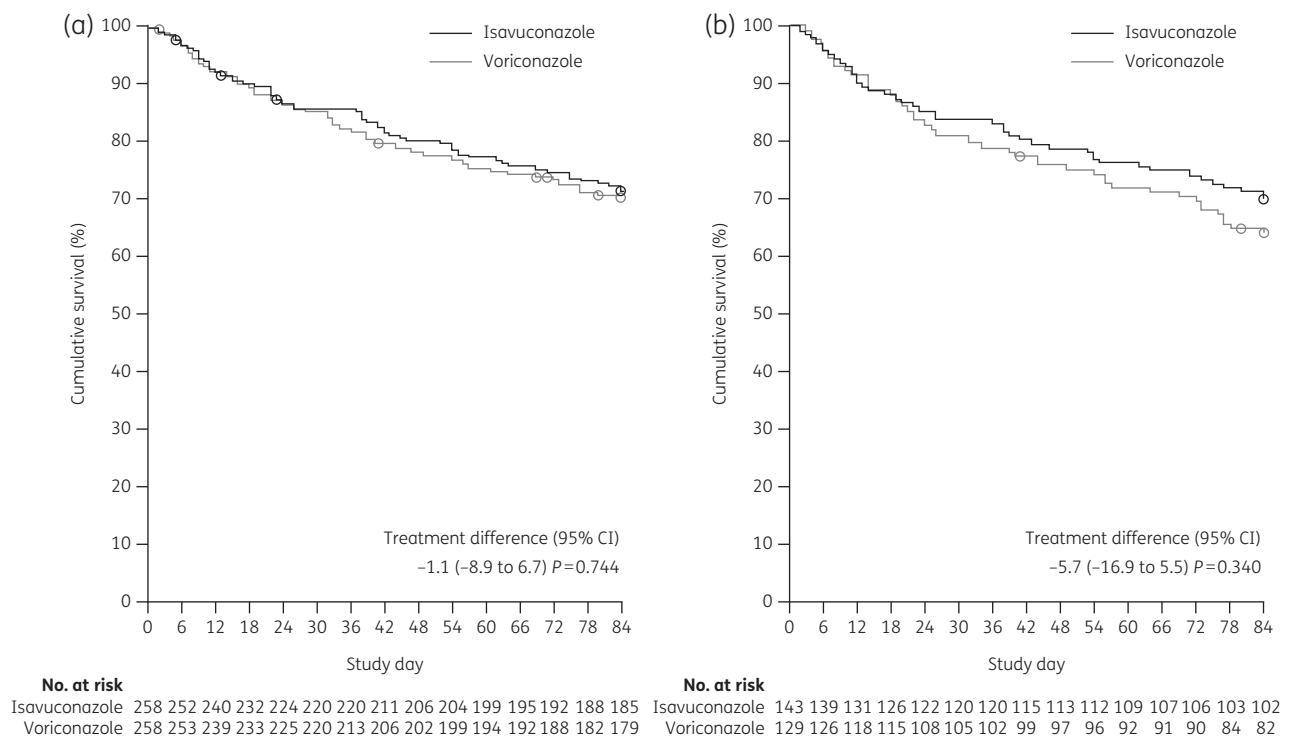 (a)
Isavuconazole
Voriconazole
Cumulative survival (%)
100
90
80
70
60
50
40
30
20
10
0
Treatment difference (95% CI)
–1.1 (–8.9 to 6.7) P=0.744
0 6 12 18 24 30 36 42 48 54 60 66 72 78 84
Study day
No. at risk
Isavuconazole 258 252 240 232 224 220 220 211 206 204 199 195 192 188 185
Voriconazole 258 253 239 233 225 220 213 206 202 199 194 192 188 182 179
(b)
Isavuconazole
Voriconazole
Cumulative survival (%)
100
90
80
70
60
50
40
30
20
10
0
Treatment difference (95% CI)
–5.7 (–16.9 to 5.5) P=0.340
0 6 12 18 24 30 36 42 48 54 60 66 72 78 84
Study day
No. at risk
Isavuconazole 143 139 131 126 122 120 120 115 113 112 109 107 106 103 102
Voriconazole 129 126 118 115 108 105 102 99 97 96 92 91 90 84 82